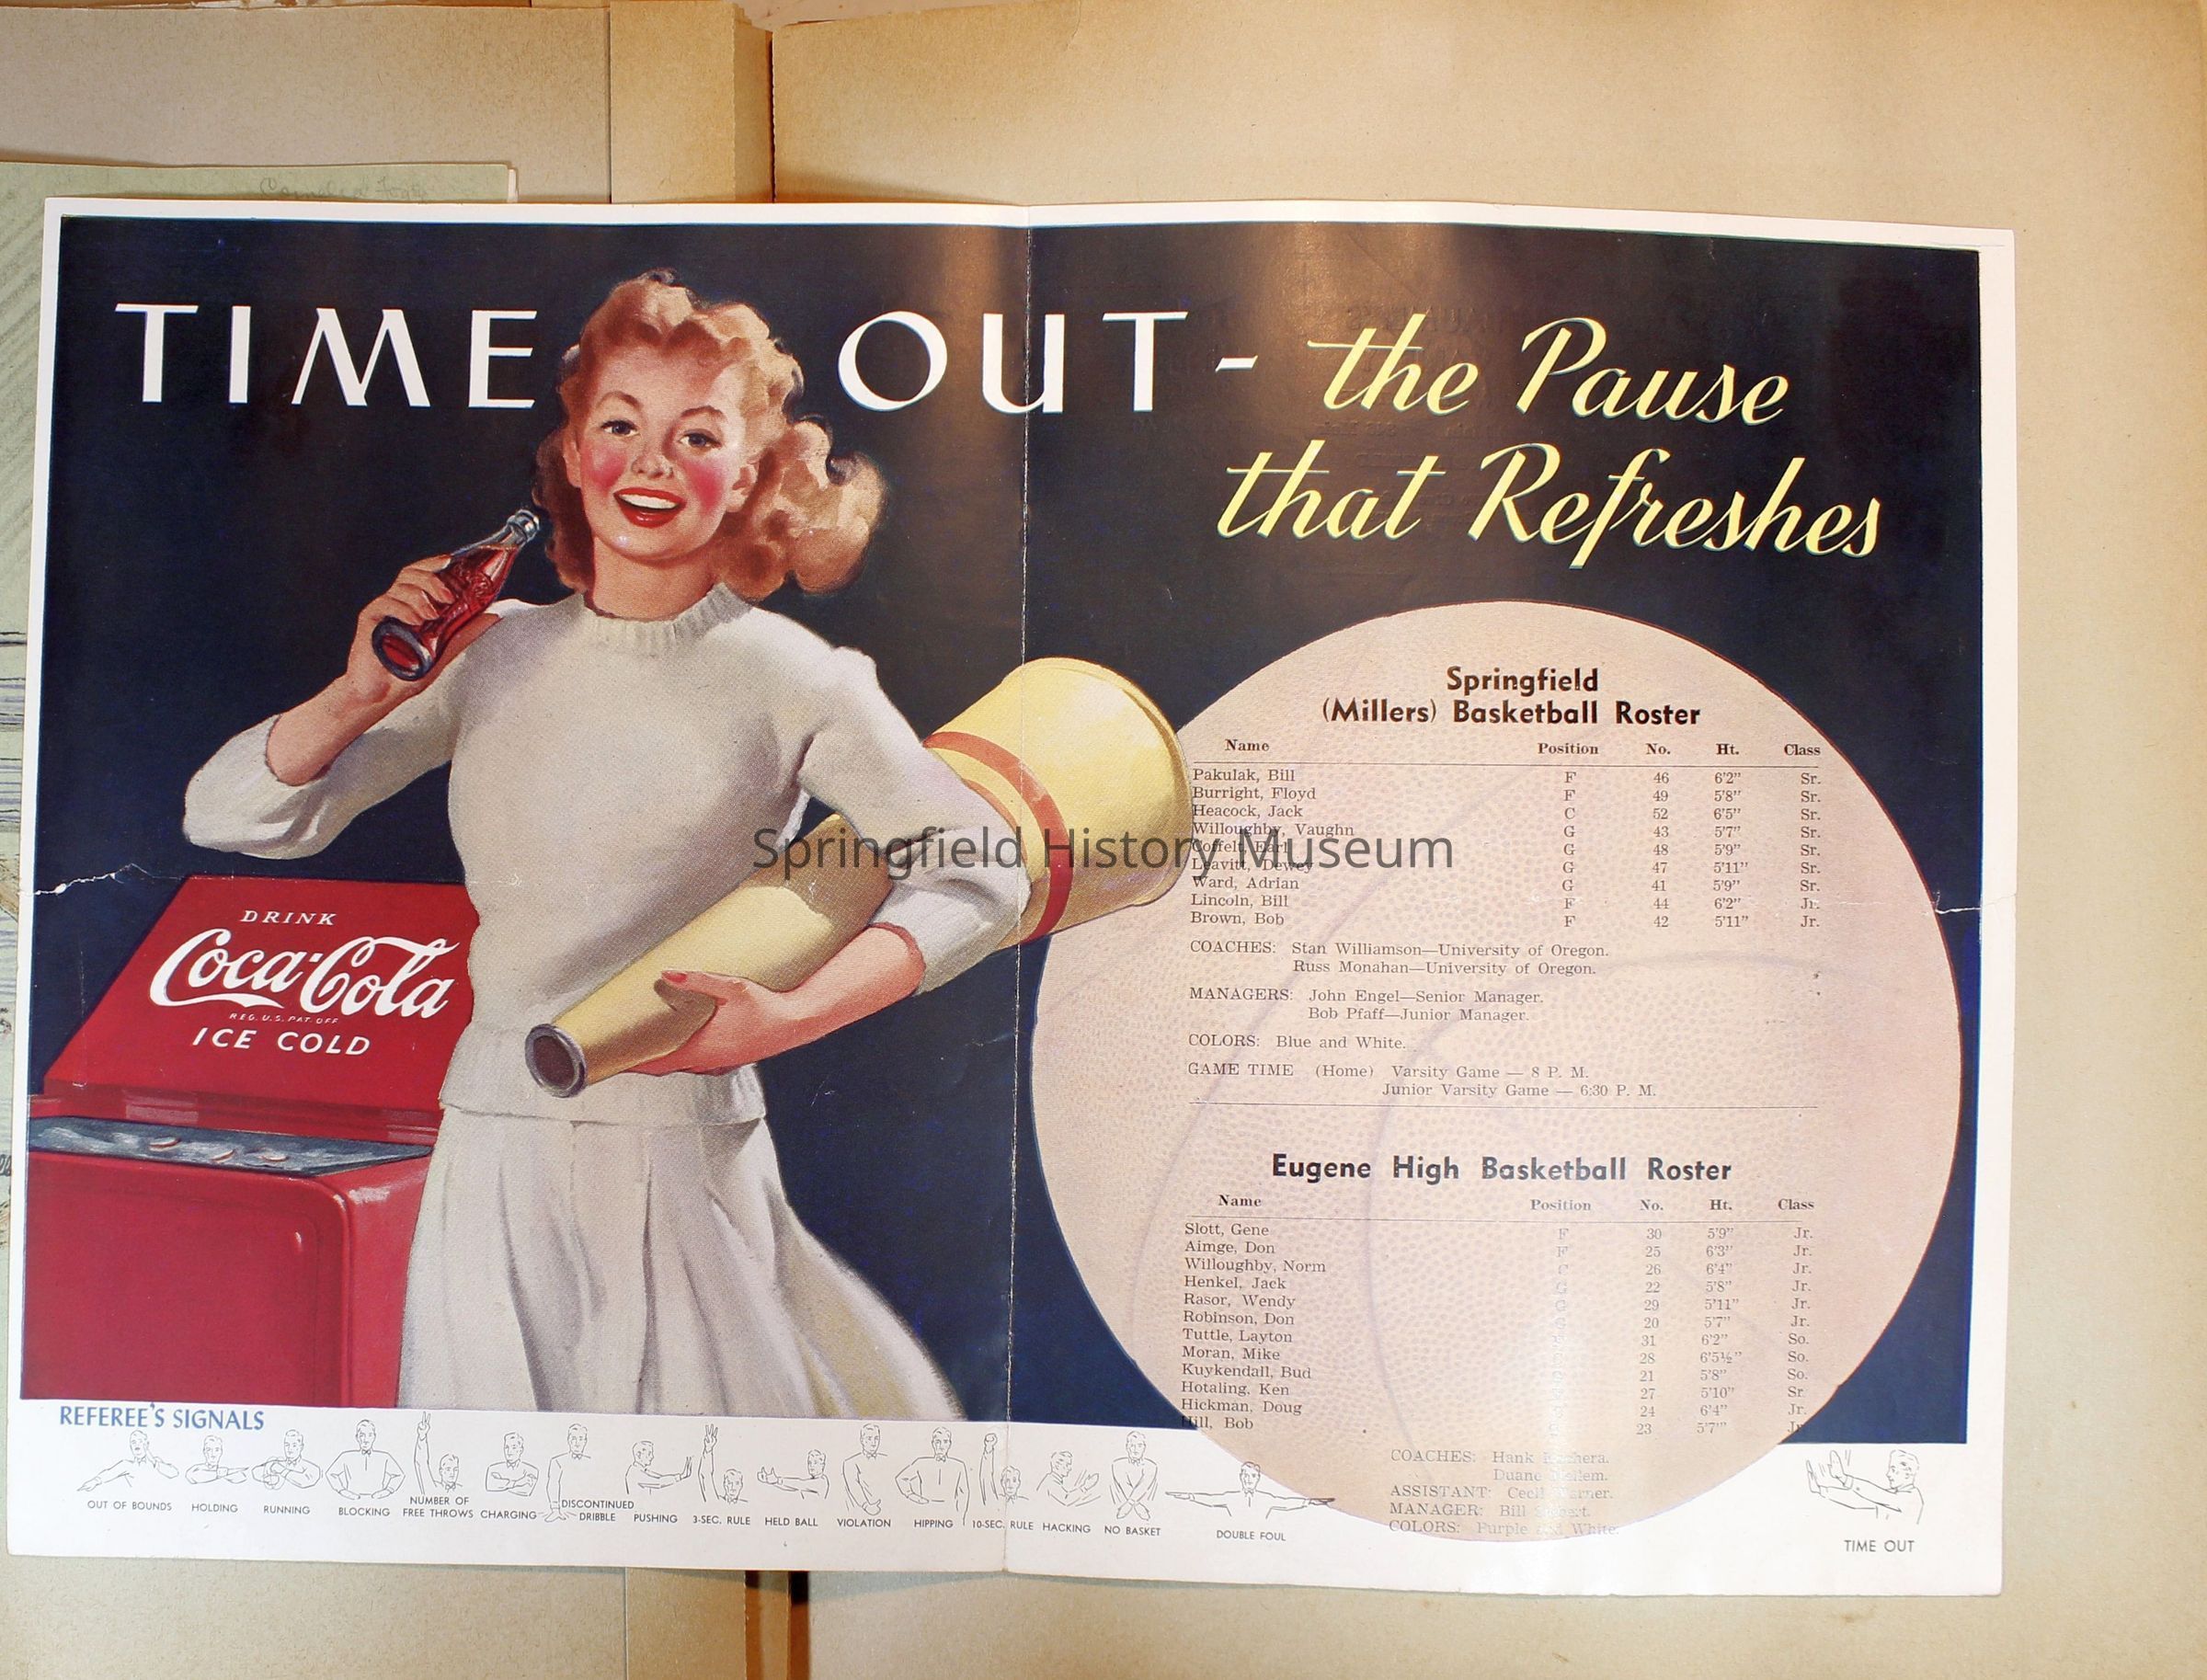 TIME OUT - the Pause
that Refreshes
DRINK
Coca-Cola
REG. U.S. PAT. OFF.
ICE COLD
Springfield
(Millers) Basketball Roster
Name Position No. Ht. Class
Pakulak, Bill F 46 6'2" Sr.
Burright, Floyd F 49 5'8" Sr.
Heacock, Jack C 52 6'5" Sr.
Willoughby, Vaughn G 43 5'7" Sr.
Coffelt, Earl G 48 5'9" Sr.
Leavitt, Dewey G 47 5'11" Sr.
Ward, Adrian G 41 5'9" Sr.
Lincoln, Bill F 44 6'2" Jr.
Brown, Bob F 42 5'11" Jr.
COACHES: Stan Williamson—University of Oregon.
Russ Monahan—University of Oregon.
MANAGERS: John Engel—Senior Manager.
Bob Pfaff—Junior Manager.
COLORS: Blue and White.
GAME TIME (Home) Varsity Game — 8 P. M.
Junior Varsity Game — 6:30 P. M.
Eugene High Basketball Roster
Name Position No. Ht. Class
Slott, Gene F 30 5'9" Jr.
Aimge, Don F 25 6'3" Jr.
Willoughby, Norm C 26 6'4" Jr.
Henkel, Jack G 22 5'8" Jr.
Rasor, Wendy G 29 5'11" Jr.
Robinson, Don 20 5'7" Jr.
Tuttle, Layton 31 6'2" So.
Moran, Mike 28 6'5½" So.
Kuykendall, Bud 21 5'8" So.
Hotaling, Ken 27 5'10" Sr
Hickman, Doug 24 6'4" Jr.
Hill, Bob 23 5'7" Jr
COACHES: Hank
Duane
ASSISTANT: Cecil
MANAGER: Bill
COLORS: Purple and White.
REFEREE'S SIGNALS
OUT OF BOUNDS
HOLDING
RUNNING
BLOCKING
NUMBER OF
FREE THROWS
CHARGING
DISCONTINUED
DRIBBLE
PUSHING
3-SEC. RULE
HELD BALL
VIOLATION
HIPPING
10-SEC. RULE
HACKING
NO BASKET
DOUBLE FOUL
TIME OUT
Springfield History Museum